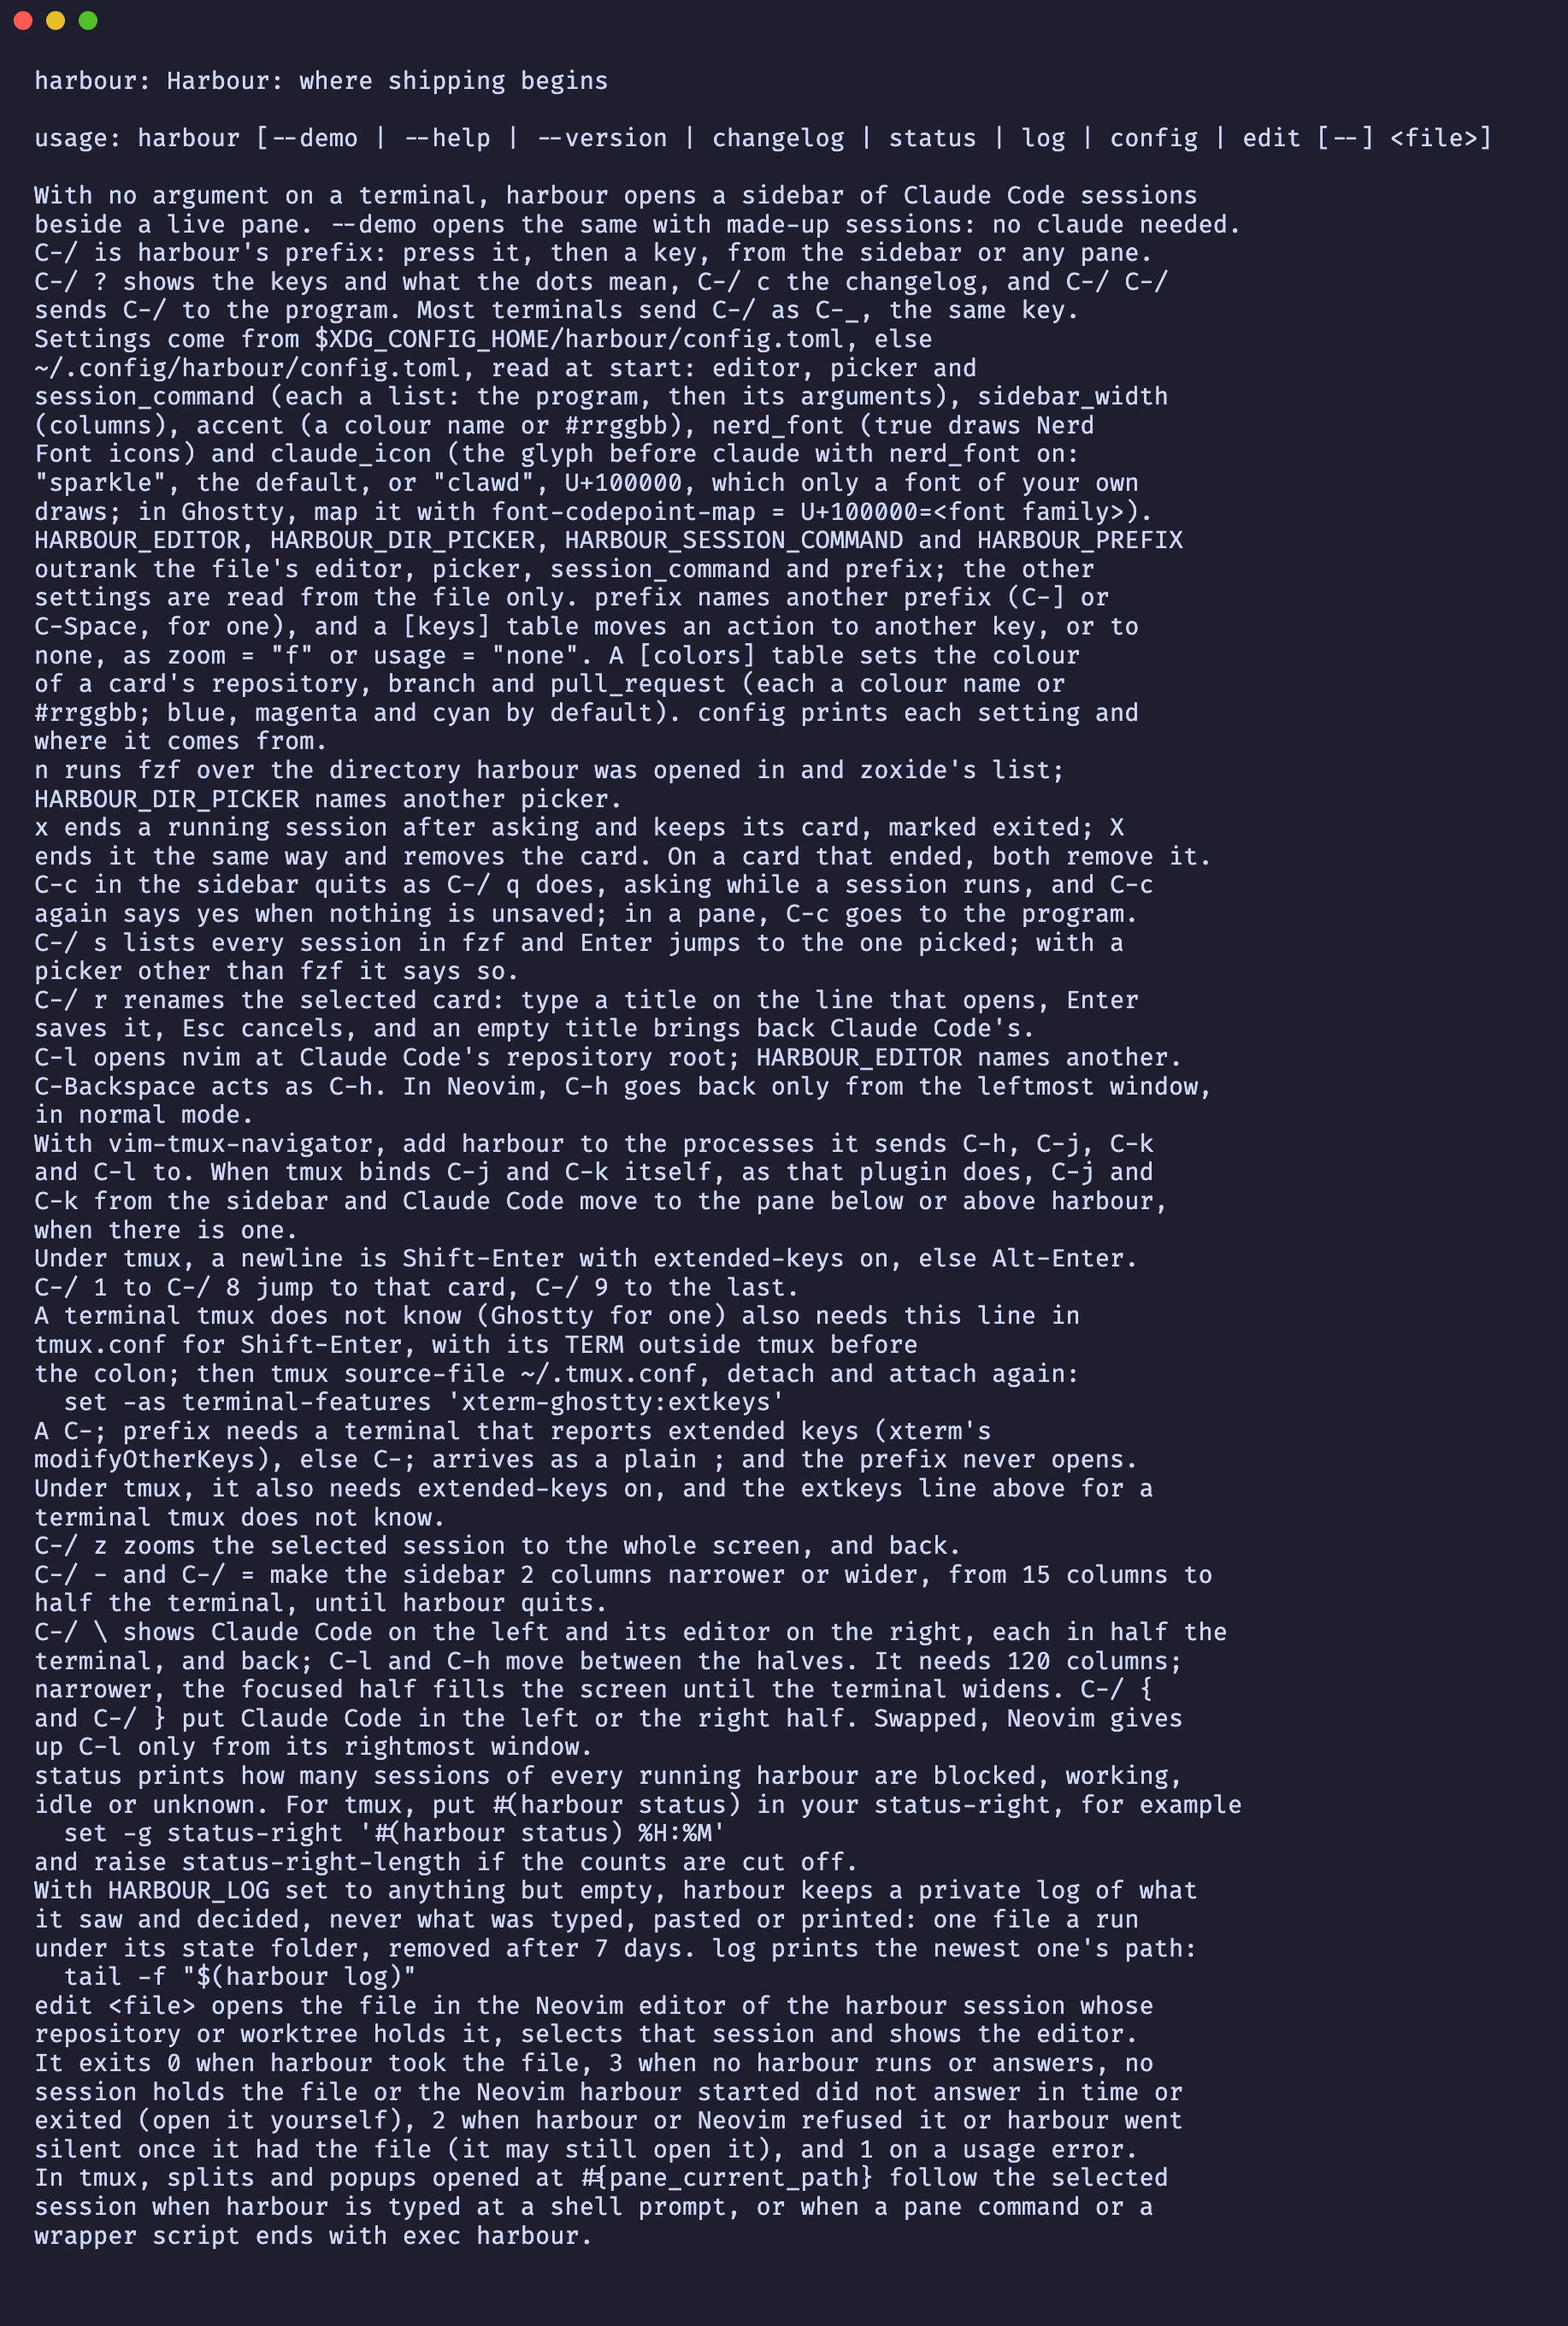 harbour: Harbour: where shipping begins
usage: harbour [--demo | --help | --version | changelog | status | log | config | edit [--] <file>]
With no argument on a terminal, harbour opens a sidebar of Claude Code sessions
beside a live pane. --demo opens the same with made-up sessions: no claude needed.
C-/ is harbour's prefix: press it, then a key, from the sidebar or any pane.
C-/ ? shows the keys and what the dots mean, C-/ c the changelog, and C-/ C-/
sends C-/ to the program. Most terminals send C-/ as C-_, the same key.
Settings come from $XDG_CONFIG_HOME/harbour/config.toml, else
~/.config/harbour/config.toml, read at start: editor, picker and
session_command (each a list: the program, then its arguments), sidebar_width
(columns), accent (a colour name or #rrggbb), nerd_font (true draws Nerd
Font icons) and claude_icon (the glyph before claude with nerd_font on:
"sparkle", the default, or "clawd", U+100000, which only a font of your own
draws; in Ghostty, map it with font-codepoint-map = U+100000=<font family>).
HARBOUR_EDITOR, HARBOUR_DIR_PICKER, HARBOUR_SESSION_COMMAND and HARBOUR_PREFIX
outrank the file's editor, picker, session_command and prefix; the other
settings are read from the file only. prefix names another prefix (C-] or
C-Space, for one), and a [keys] table moves an action to another key, or to
none, as zoom = "f" or usage = "none". A [colors] table sets the colour
of a card's repository, branch and pull_request (each a colour name or
#rrggbb; blue, magenta and cyan by default). config prints each setting and
where it comes from.
n runs fzf over the directory harbour was opened in and zoxide's list;
HARBOUR_DIR_PICKER names another picker.
x ends a running session after asking and keeps its card, marked exited; X
ends it the same way and removes the card. On a card that ended, both remove it.
C-c in the sidebar quits as C-/ q does, asking while a session runs, and C-c
again says yes when nothing is unsaved; in a pane, C-c goes to the program.
C-/ s lists every session in fzf and Enter jumps to the one picked; with a
picker other than fzf it says so.
C-/ r renames the selected card: type a title on the line that opens, Enter
saves it, Esc cancels, and an empty title brings back Claude Code's.
C-l opens nvim at Claude Code's repository root; HARBOUR_EDITOR names another.
C-Backspace acts as C-h. In Neovim, C-h goes back only from the leftmost window,
in normal mode.
With vim-tmux-navigator, add harbour to the processes it sends C-h, C-j, C-k
and C-l to. When tmux binds C-j and C-k itself, as that plugin does, C-j and
C-k from the sidebar and Claude Code move to the pane below or above harbour,
when there is one.
Under tmux, a newline is Shift-Enter with extended-keys on, else Alt-Enter.
C-/ 1 to C-/ 8 jump to that card, C-/ 9 to the last.
A terminal tmux does not know (Ghostty for one) also needs this line in
tmux.conf for Shift-Enter, with its TERM outside tmux before
the colon; then tmux source-file ~/.tmux.conf, detach and attach again:
  set -as terminal-features 'xterm-ghostty:extkeys'
A C-; prefix needs a terminal that reports extended keys (xterm's
modifyOtherKeys), else C-; arrives as a plain ; and the prefix never opens.
Under tmux, it also needs extended-keys on, and the extkeys line above for a
terminal tmux does not know.
C-/ z zooms the selected session to the whole screen, and back.
C-/ - and C-/ = make the sidebar 2 columns narrower or wider, from 15 columns to
half the terminal, until harbour quits.
C-/ \ shows Claude Code on the left and its editor on the right, each in half the
terminal, and back; C-l and C-h move between the halves. It needs 120 columns;
narrower, the focused half fills the screen until the terminal widens. C-/ {
and C-/ } put Claude Code in the left or the right half. Swapped, Neovim gives
up C-l only from its rightmost window.
status prints how many sessions of every running harbour are blocked, working,
idle or unknown. For tmux, put #(harbour status) in your status-right, for example
  set -g status-right '#(harbour status) %H:%M'
and raise status-right-length if the counts are cut off.
With HARBOUR_LOG set to anything but empty, harbour keeps a private log of what
it saw and decided, never what was typed, pasted or printed: one file a run
under its state folder, removed after 7 days. log prints the newest one's path:
  tail -f "$(harbour log)"
edit <file> opens the file in the Neovim editor of the harbour session whose
repository or worktree holds it, selects that session and shows the editor.
It exits 0 when harbour took the file, 3 when no harbour runs or answers, no
session holds the file or the Neovim harbour started did not answer in time or
exited (open it yourself), 2 when harbour or Neovim refused it or harbour went
silent once it had the file (it may still open it), and 1 on a usage error.
In tmux, splits and popups opened at #{pane_current_path} follow the selected
session when harbour is typed at a shell prompt, or when a pane command or a
wrapper script ends with exec harbour.